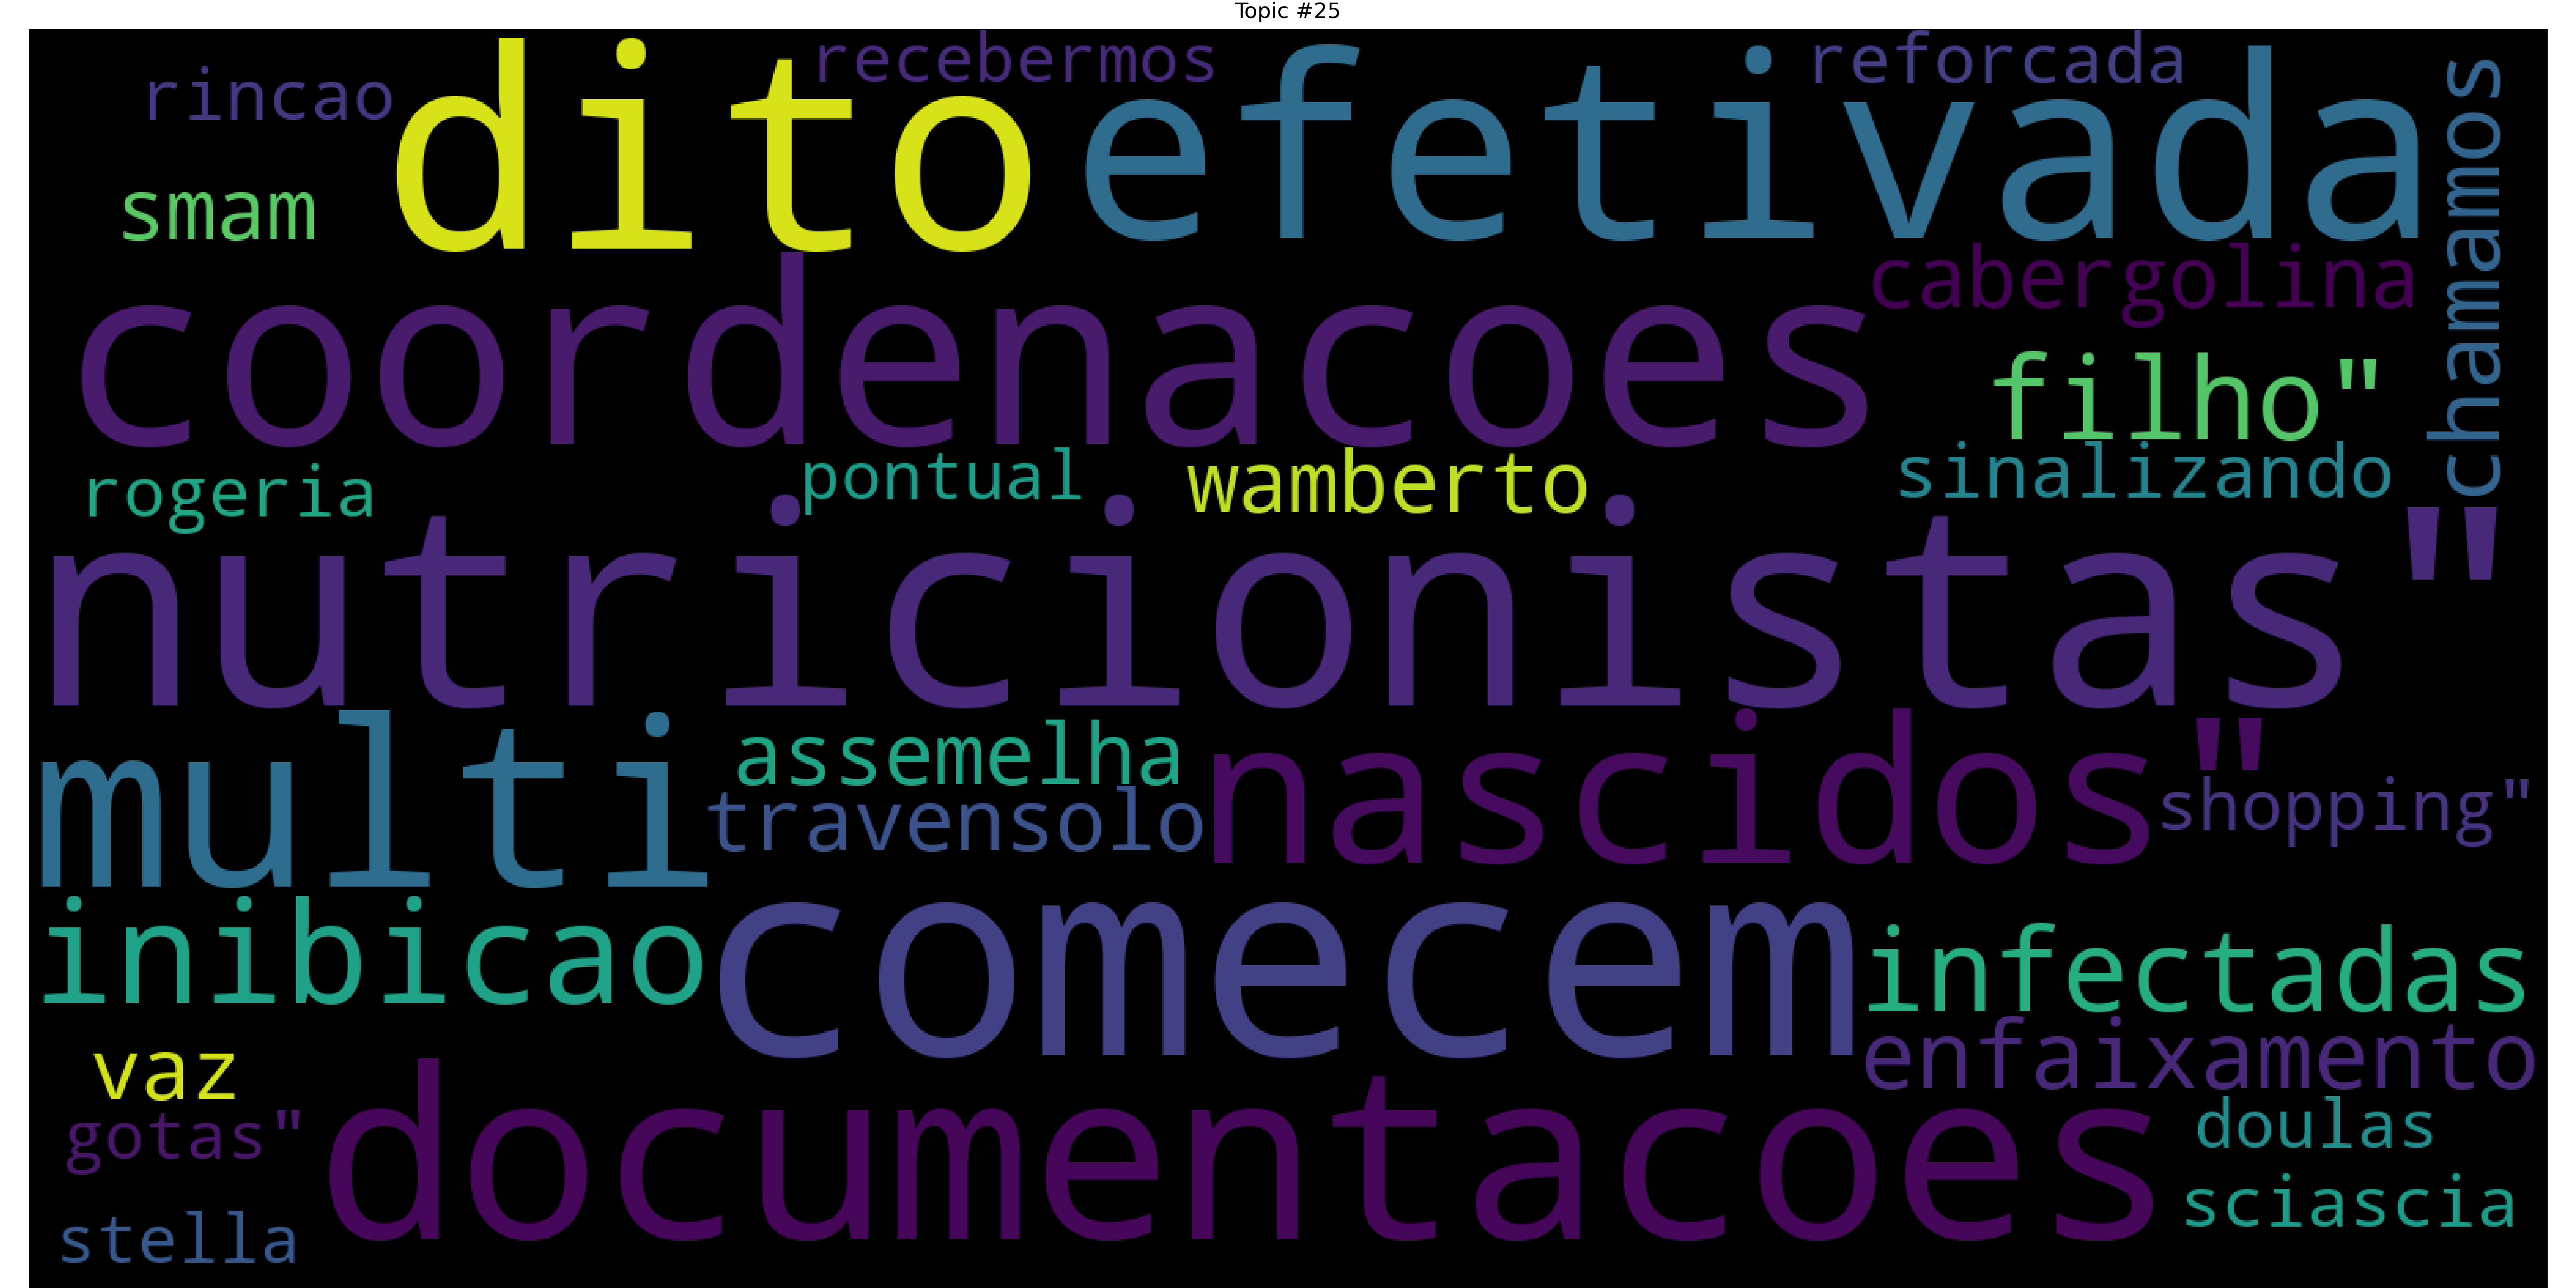 Topic #25
rincao
recebermos
reforcada
dito
efetivada
chamamos
smam
coordenacoes
cabergolina
filho"
rogeria
pontual
wamberto
sinalizando
nutricionistas"
multi
assemelha
nascidos"
travensolo
shopping"
inibicao
comecem
infectadas
enfaixamento
vaz
gotas"
documentacoes
doulas
sciascia
stella